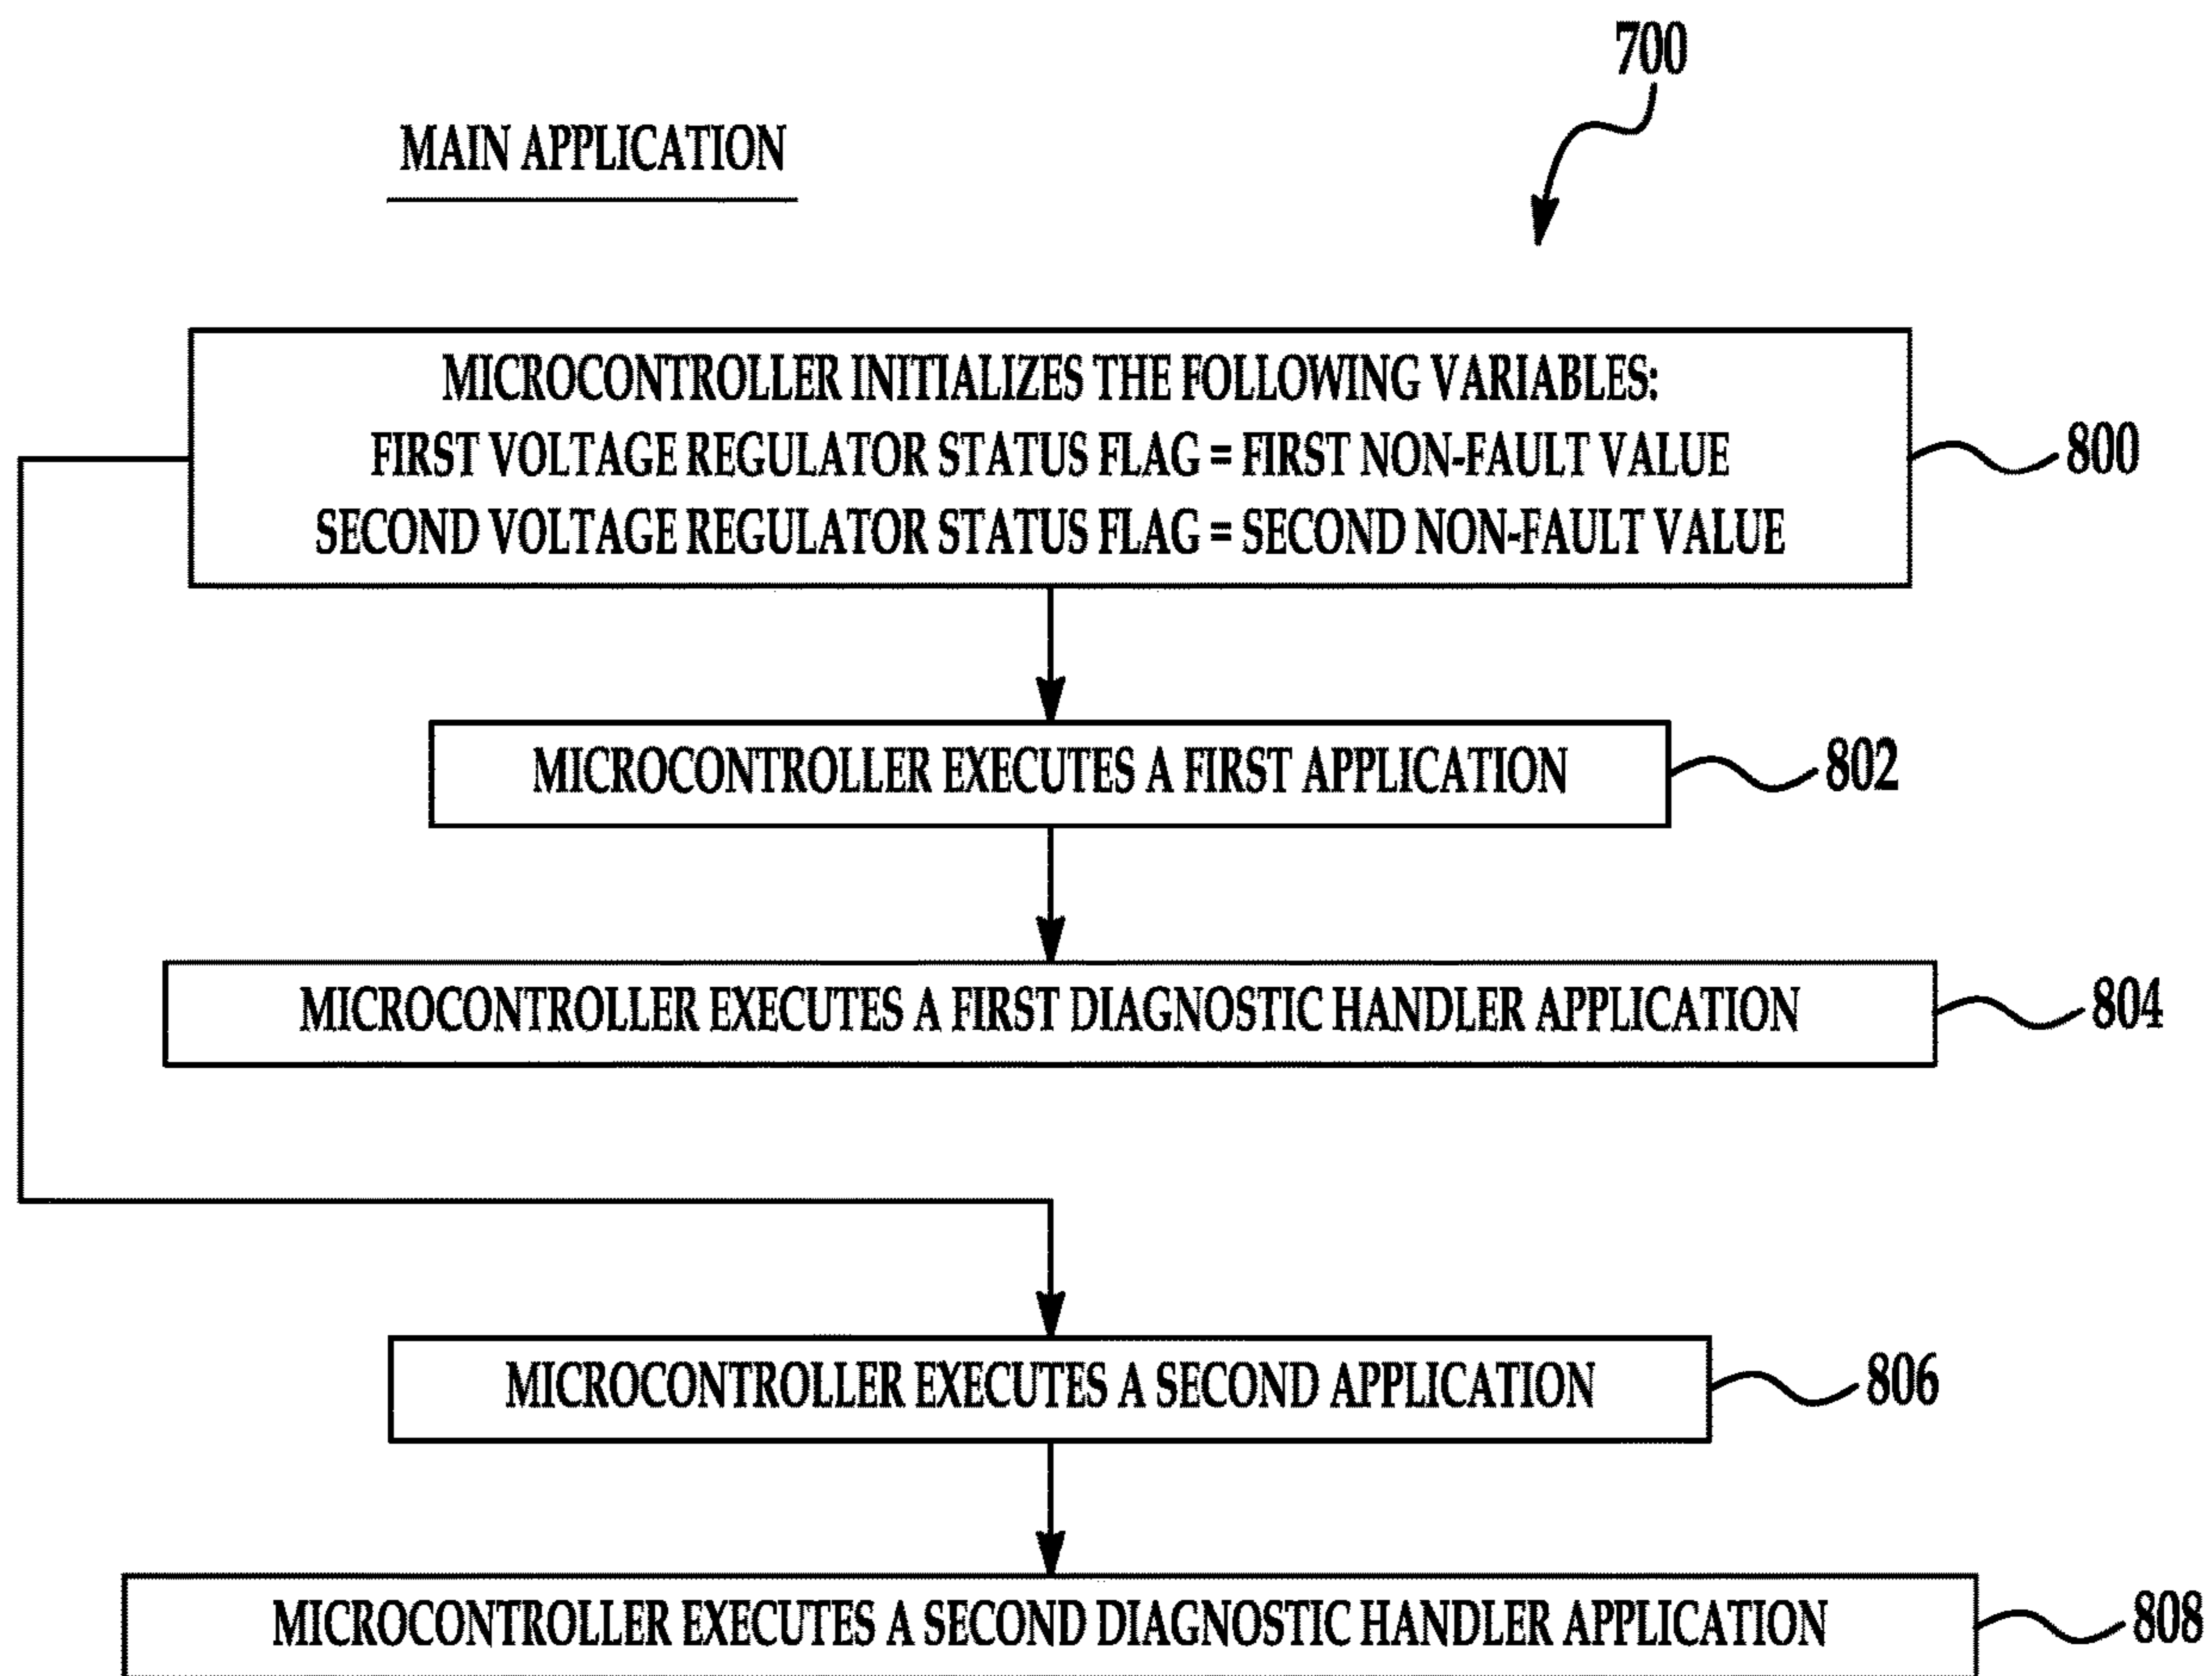 700
MAIN APPLICATION
MICROCONTROLLER INITIALIZES THE FOLLOWING VARIABLES:
FIRST VOLTAGE REGULATOR STATUS FLAG = FIRST NON-FAULT VALUE
SECOND VOLTAGE REGULATOR STATUS FLAG = SECOND NON-FAULT VALUE
800
MICROCONTROLLER EXECUTES A FIRST APPLICATION
802
MICROCONTROLLER EXECUTES A FIRST DIAGNOSTIC HANDLER APPLICATION
804
MICROCONTROLLER EXECUTES A SECOND APPLICATION
806
MICROCONTROLLER EXECUTES A SECOND DIAGNOSTIC HANDLER APPLICATION
808